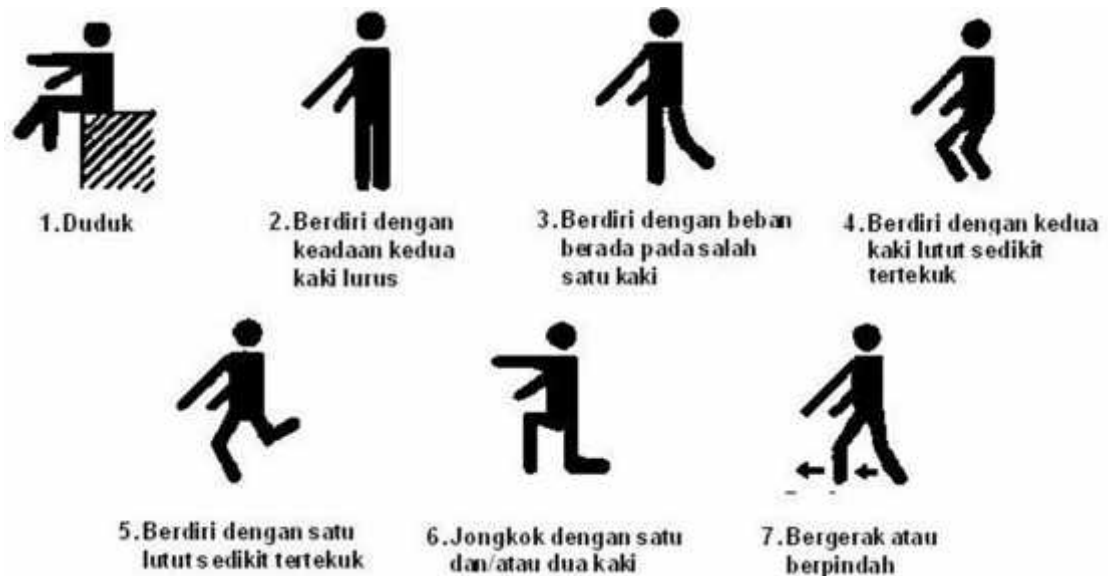 1.Duduk
2.Berdiri dengan
keadaan kedua
kaki lurus
3.Berdiri dengan beban
berada pada salah
satu kaki
4.Berdiri dengan kedua
kaki lutut sedikit
tertekuk
5.Berdiri dengan satu
lutut sedikit tertekuk
6.Jongkok dengan satu
dan/atau dua kaki
7.Bergerak atau
berpindah